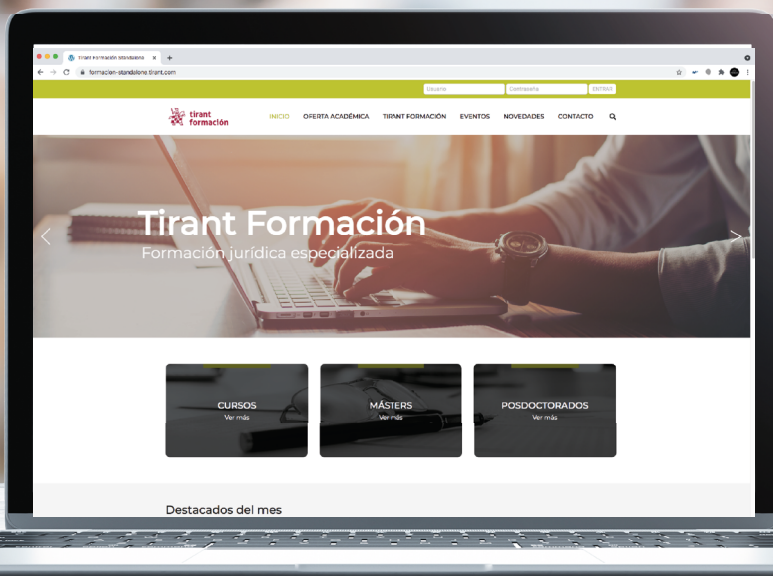 Tirant Formación Standalone
formacion-standalone.tirant.com
Usuario Contraseña ENTRAR
tirant
formación
INICIO OFERTA ACADÉMICA TIRANT FORMACIÓN EVENTOS NOVEDADES CONTACTO
Tirant Formación
Formación jurídica especializada
CURSOS
Ver más
MÁSTERS
Ver más
POSDOCTORADOS
Ver más
Destacados del mes